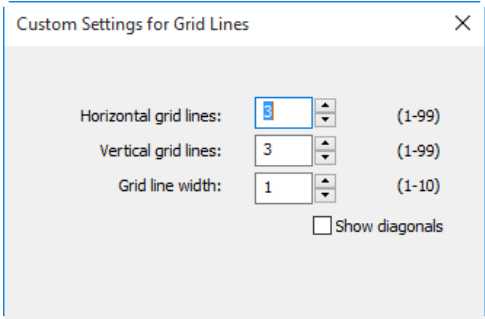 Custom Settings for Grid Lines
Horizontal grid lines: 3 (1-99)
Vertical grid lines: 3 (1-99)
Grid line width: 1 (1-10)
Show diagonals